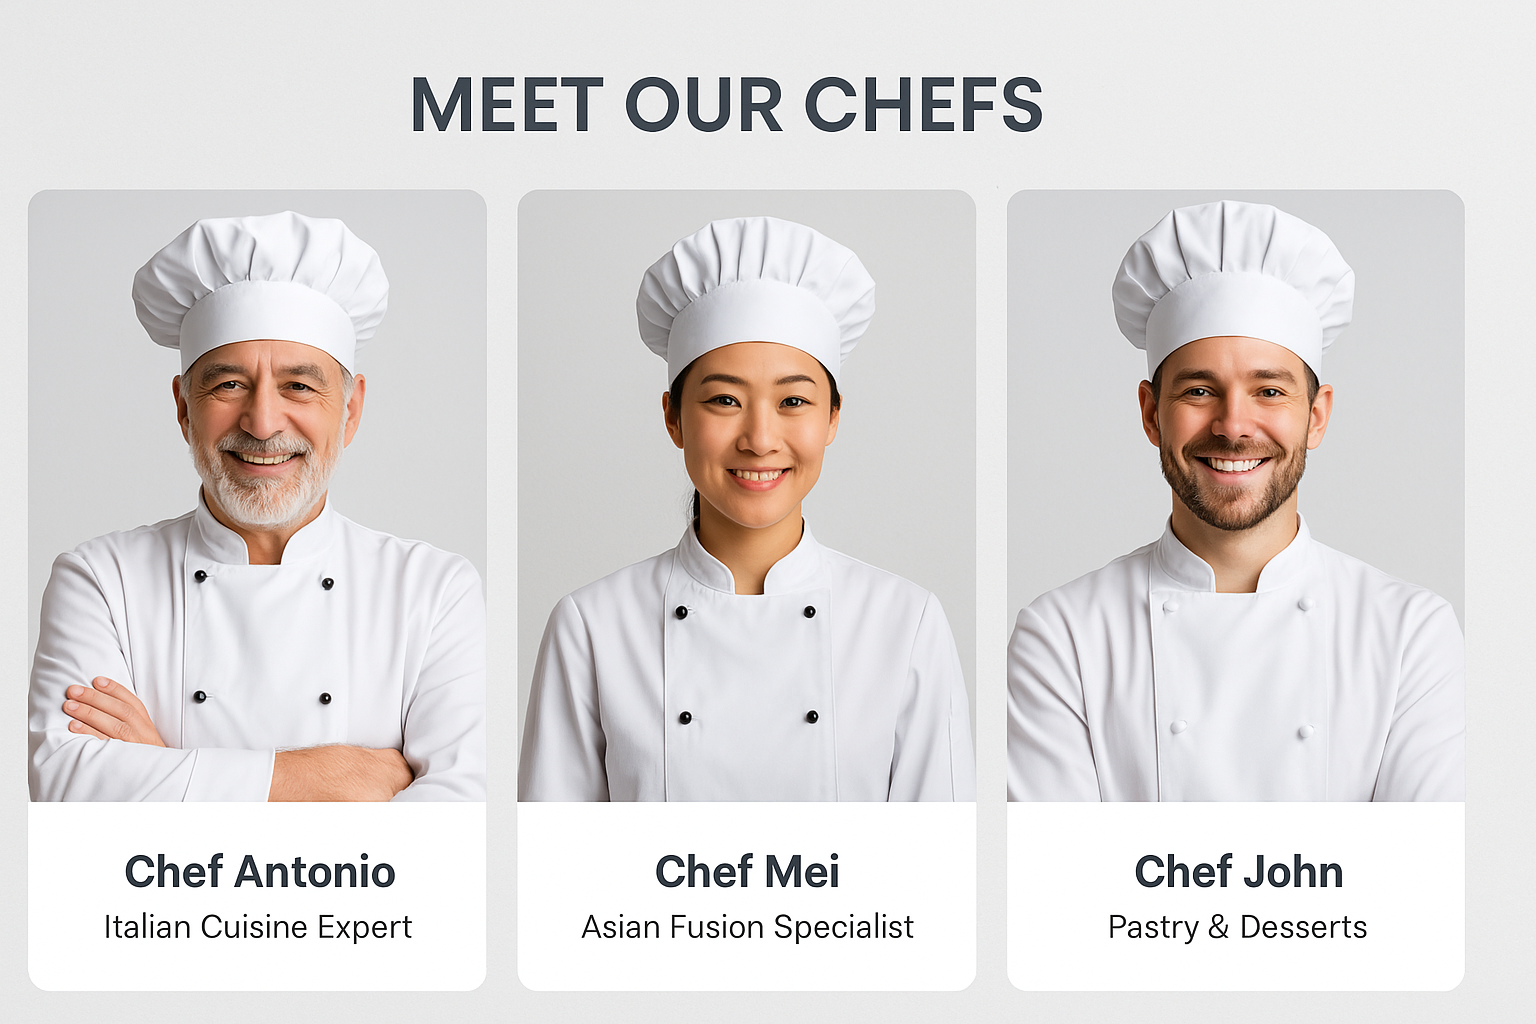 MEET OUR CHEFS
Chef Antonio
Italian Cuisine Expert
Chef Mei
Asian Fusion Specialist
Chef John
Pastry & Desserts